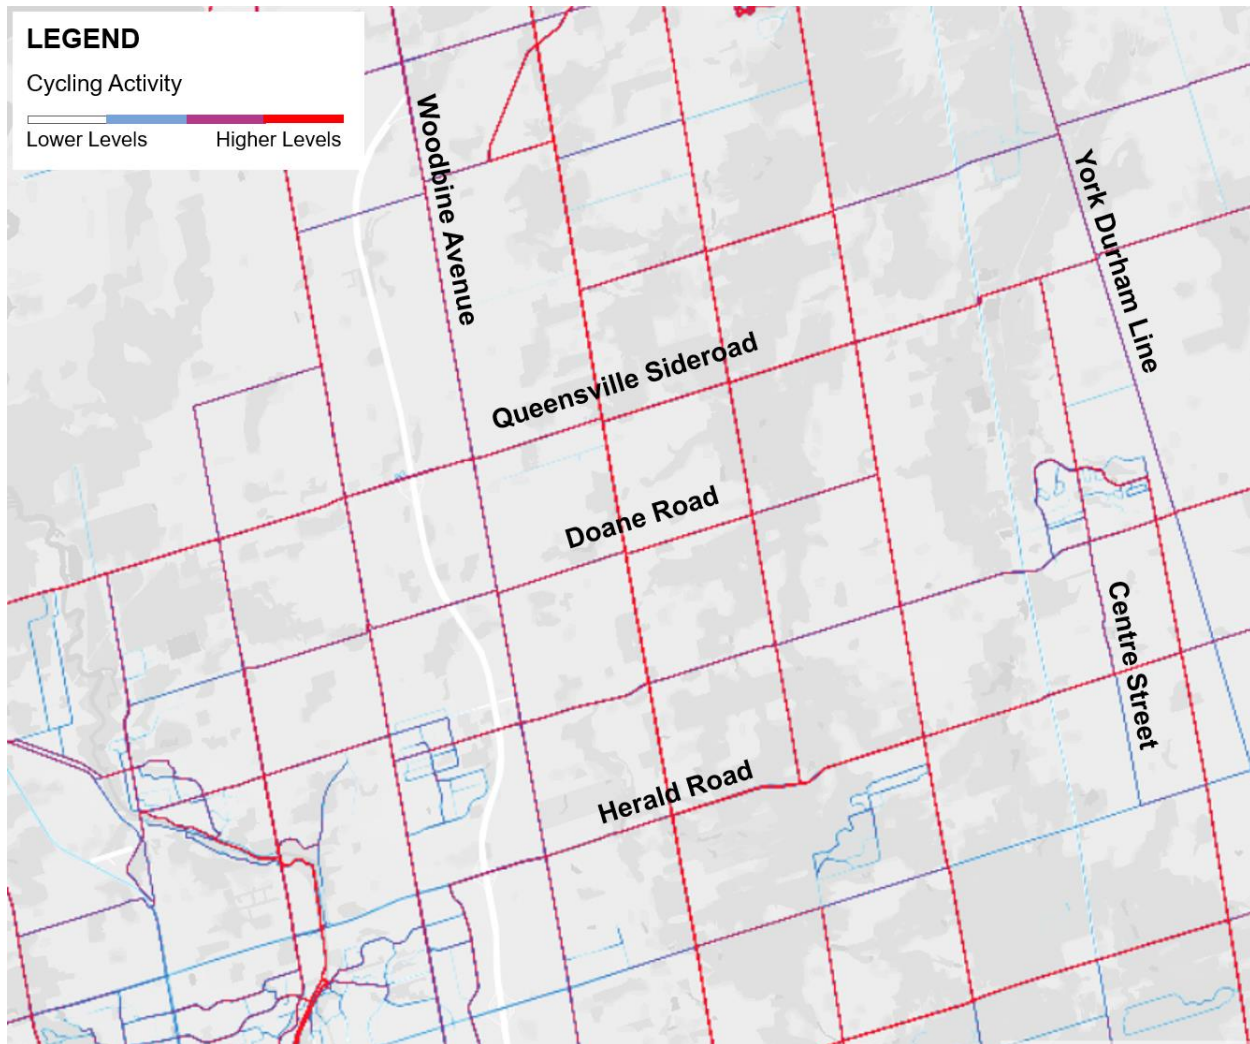 LEGEND
Cycling Activity
Lower Levels Higher Levels
Woodbine Avenue
York Durham Line
Queensville Sideroad
Doane Road
Centre Street
Herald Road